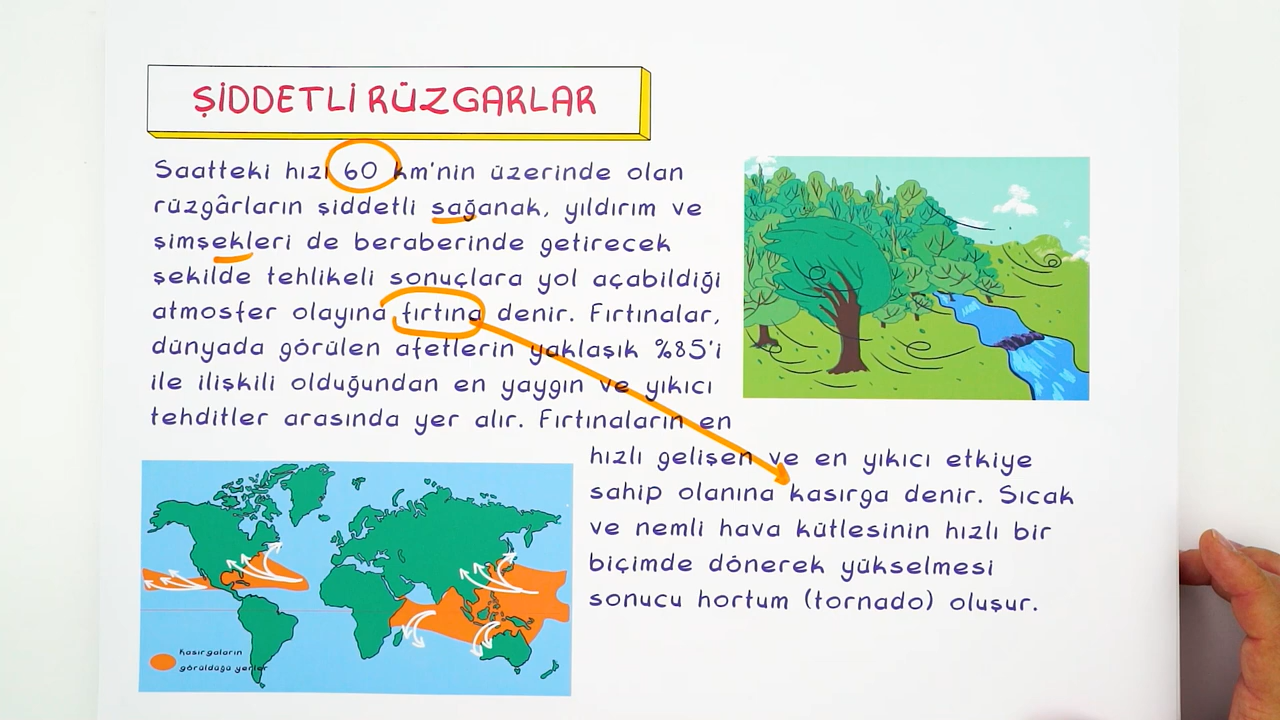 ŞİDDETLİ RÜZGARLAR
Saatteki hızı 60 km'nin üzerinde olan
rüzgârların şiddetli sağanak, yıldırım ve
şimşekleri de beraberinde getirecek
şekilde tehlikeli sonuçlara yol açabildiği
atmosfer olayına fırtına denir. Fırtınalar,
dünyada görülen afetlerin yaklaşık %85'i
ile ilişkili olduğundan en yaygın ve yıkıcı
tehditler arasında yer alır. Fırtınaların en
hızlı gelişen ve en yıkıcı etkiye
sahip olanına kasırga denir. Sıcak
ve nemli hava kütlesinin hızlı bir
biçimde dönerek yükselmesi
sonucu hortum (tornado) oluşur.
Kasırgaların
görüldüğü yerler